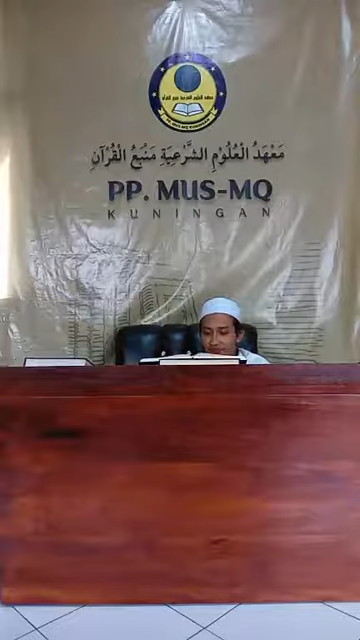 مَعْهَدُ الْعُلُوْمِ الشَّرْعِيَّةِ مَنْبَعُ الْقُرْآنِ
PP. MUS-MQ
KUNINGAN